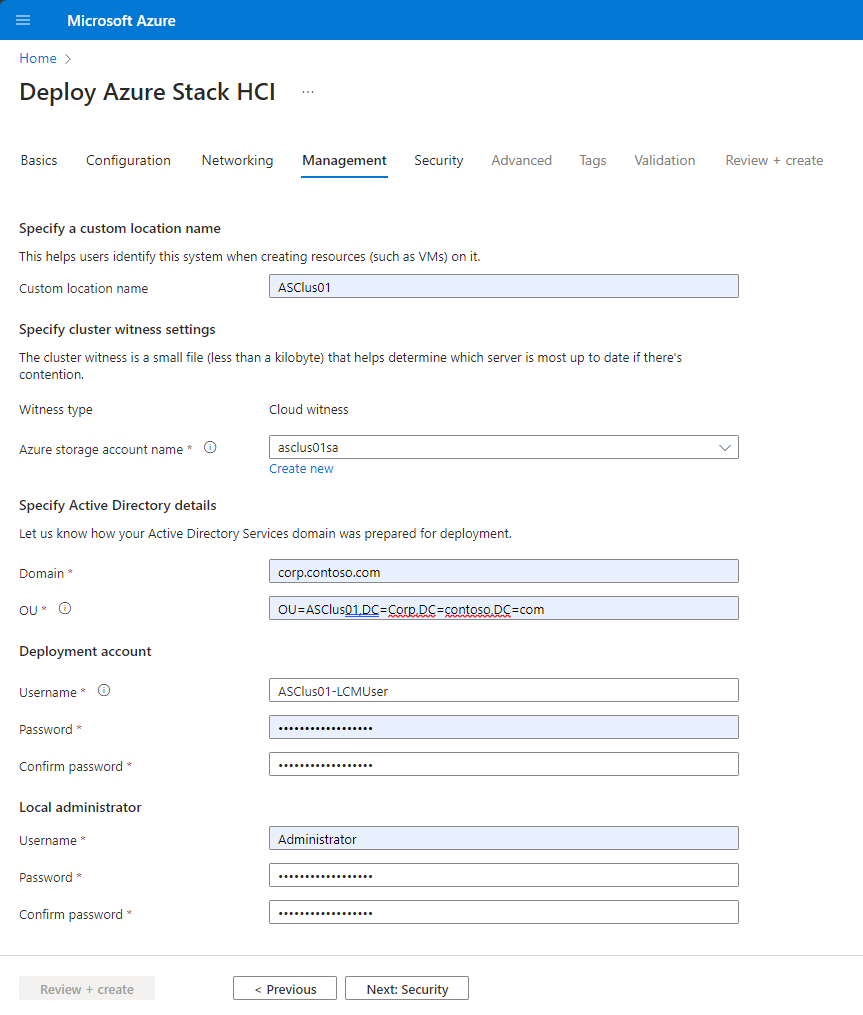 Microsoft Azure
Home >
Deploy Azure Stack HCI ...
Basics Configuration Networking Management Security Advanced Tags Validation Review + create
Specify a custom location name
This helps users identify this system when creating resources (such as VMs) on it.
Custom location name ASClus01
Specify cluster witness settings
The cluster witness is a small file (less than a kilobyte) that helps determine which server is most up to date if there's
contention.
Witness type Cloud witness
Azure storage account name * asclus01sa
Create new
Specify Active Directory details
Let us know how your Active Directory Services domain was prepared for deployment.
Domain * corp.contoso.com
OU * OU=ASClus01,DC=Corp,DC=contoso,DC=com
Deployment account
Username * ASClus01-LCMUser
Password * ••••••••••••••••••
Confirm password * ••••••••••••••••••
Local administrator
Username * Administrator
Password * ••••••••••••••••••
Confirm password * ••••••••••••••••••
Review + create < Previous Next: Security